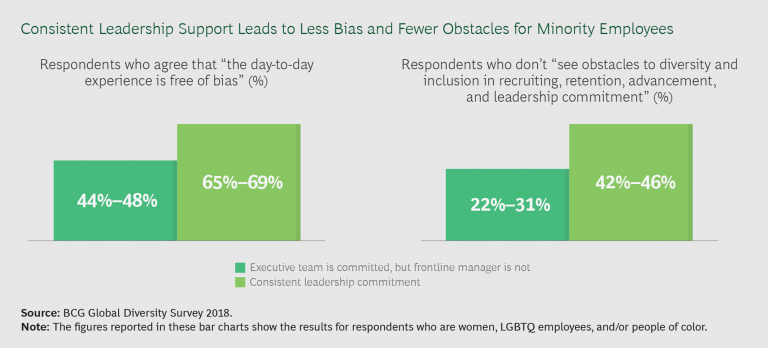 Consistent Leadership Support Leads to Less Bias and Fewer Obstacles for Minority Employees
Respondents who agree that “the day-to-day
experience is free of bias” (%)
44%–48%
65%–69%
Respondents who don’t “see obstacles to diversity and
inclusion in recruiting, retention, advancement,
and leadership commitment” (%)
22%–31%
42%–46%
Executive team is committed, but frontline manager is not
Consistent leadership commitment
Source: BCG Global Diversity Survey 2018.
Note: The figures reported in these bar charts show the results for respondents who are women, LGBTQ employees, and/or people of color.